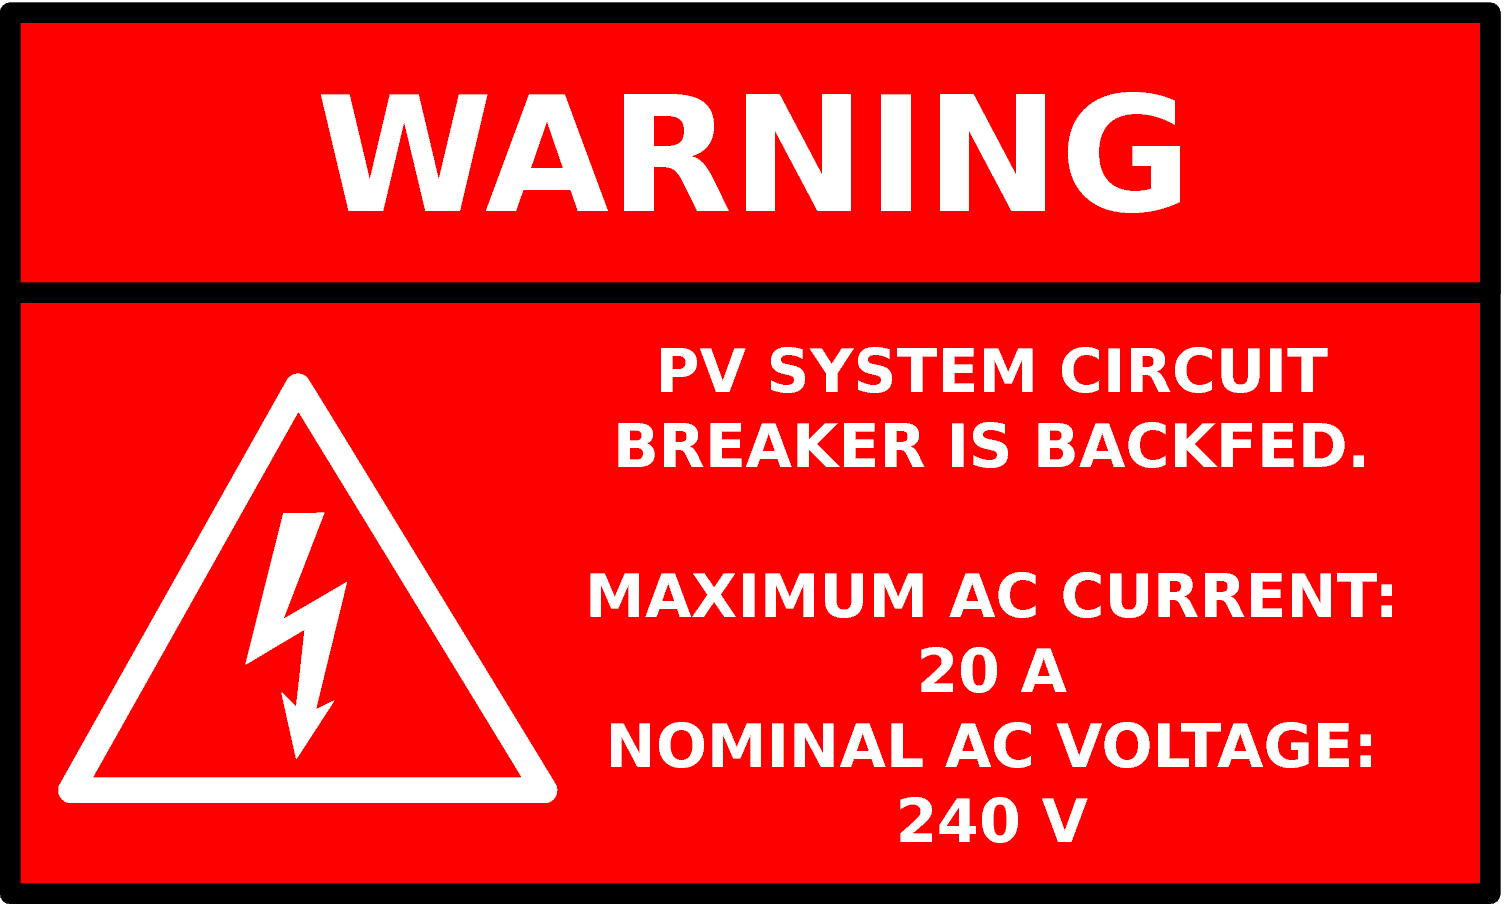 WARNING
PV SYSTEM CIRCUIT
BREAKER IS BACKFED.
MAXIMUM AC CURRENT:
20 A
NOMINAL AC VOLTAGE:
240 V